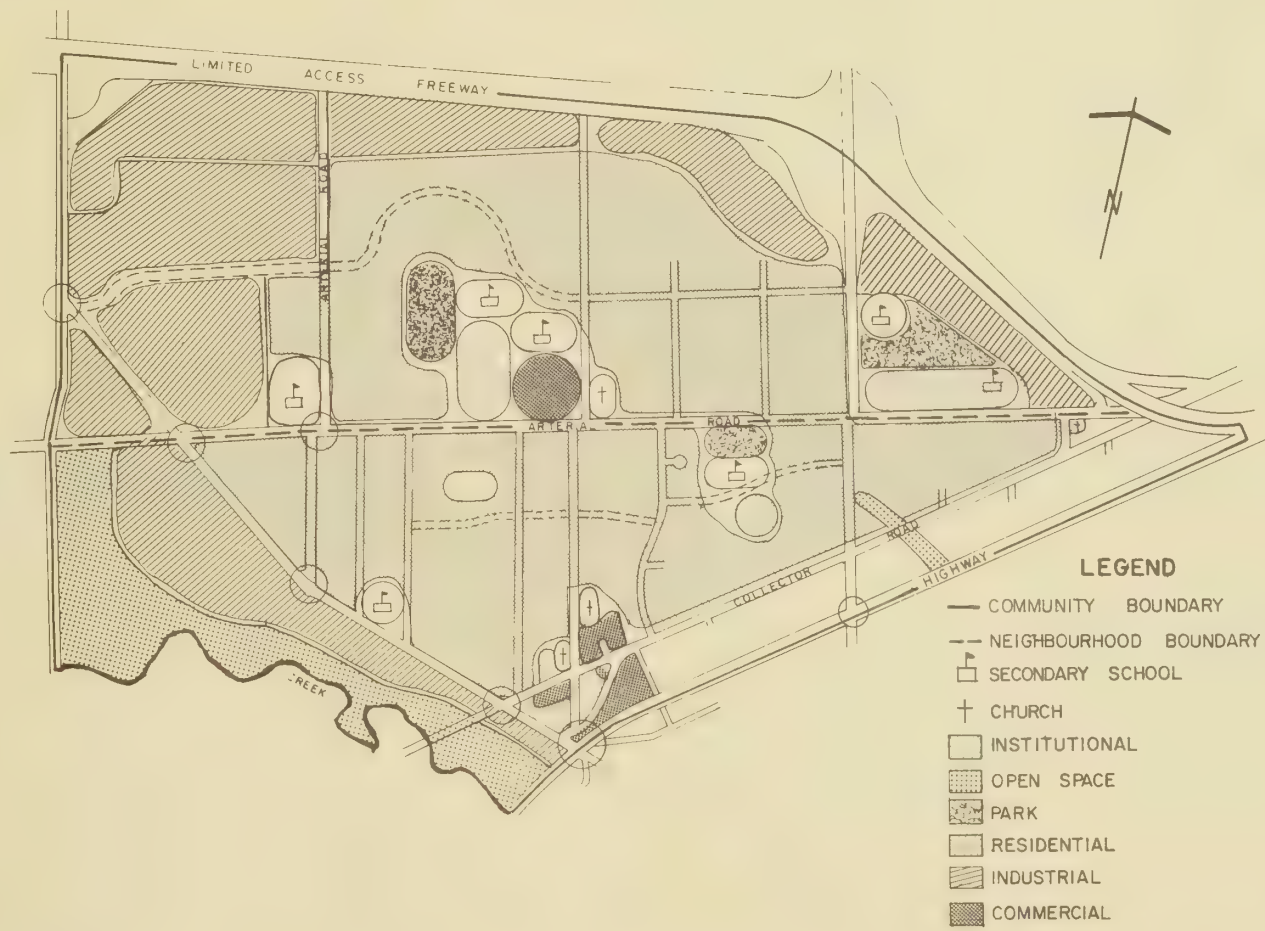 LIMITED ACCESS FREEWAY
ARTERIAL ROAD
N
ARTERIAL ROAD
COLLECTOR ROAD
HIGHWAY
CREEK
LEGEND
COMMUNITY BOUNDARY
NEIGHBOURHOOD BOUNDARY
SECONDARY SCHOOL
CHURCH
INSTITUTIONAL
OPEN SPACE
PARK
RESIDENTIAL
INDUSTRIAL
COMMERCIAL